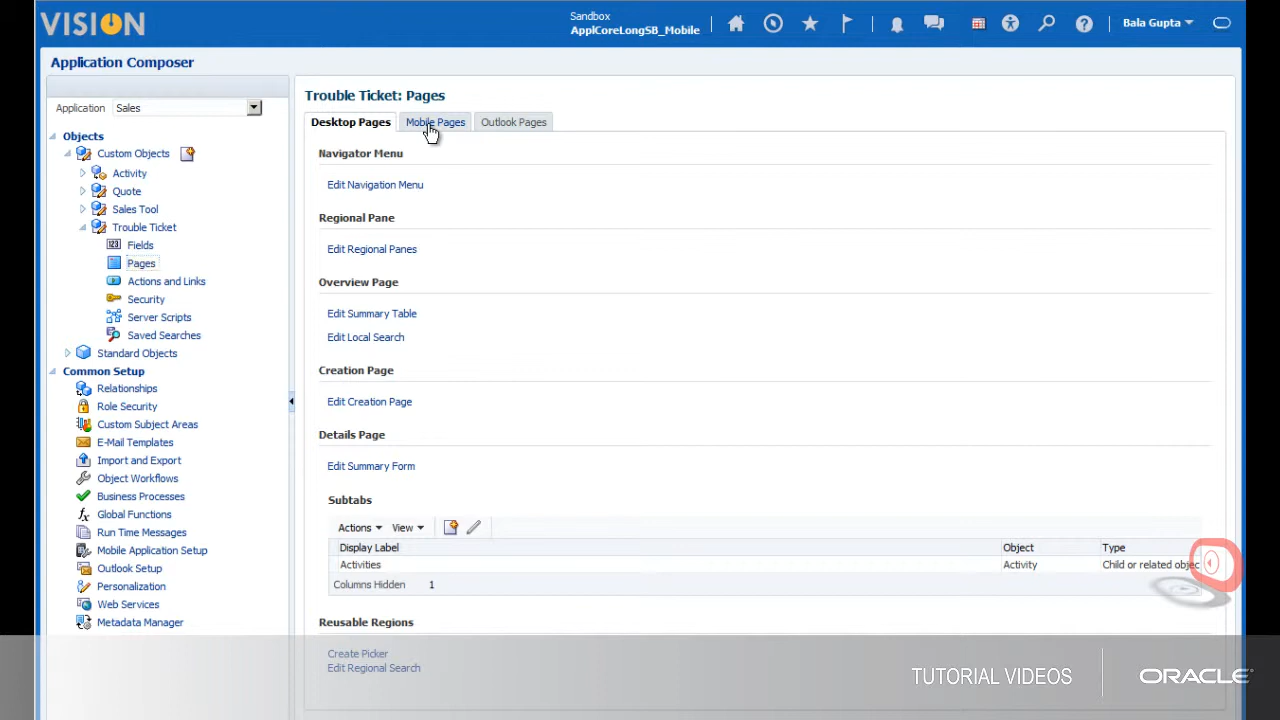 VISION
Sandbox
ApplCoreLongSB_Mobile
Bala Gupta
Application Composer
Application Sales
Objects
Custom Objects
Activity
Quote
Sales Tool
Trouble Ticket
Fields
Pages
Actions and Links
Security
Server Scripts
Saved Searches
Standard Objects
Common Setup
Relationships
Role Security
Custom Subject Areas
E-Mail Templates
Import and Export
Object Workflows
Business Processes
Global Functions
Run Time Messages
Mobile Application Setup
Outlook Setup
Personalization
Web Services
Metadata Manager
Trouble Ticket: Pages
Desktop Pages Mobile Pages Outlook Pages
Navigator Menu
Edit Navigation Menu
Regional Pane
Edit Regional Panes
Overview Page
Edit Summary Table
Edit Local Search
Creation Page
Edit Creation Page
Details Page
Edit Summary Form
Subtabs
Actions View
Display Label Object Type
Activities Activity Child or related objec
Columns Hidden 1
Reusable Regions
Create Picker
Edit Regional Search
TUTORIAL VIDEOS ORACLE